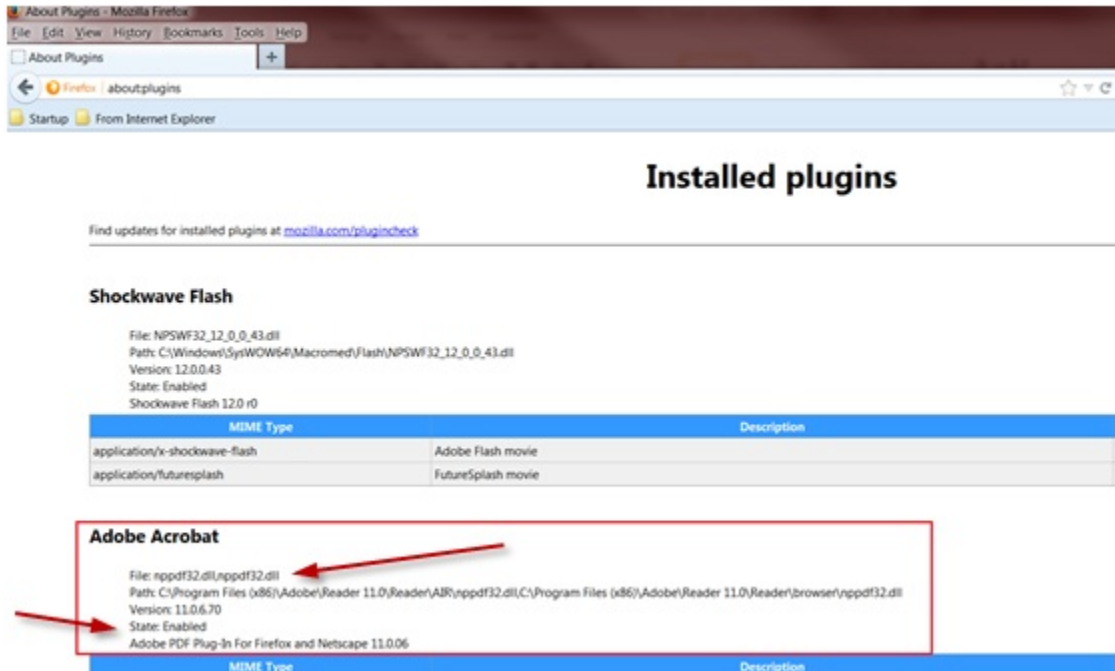 About Plugins - Mozilla Firefox
File Edit View History Bookmarks Tools Help
About Plugins +
Firefox about:plugins
Startup From Internet Explorer
Installed plugins
Find updates for installed plugins at mozilla.com/plugincheck
Shockwave Flash
File: NPSWF32_12_0_0_43.dll
Path: C:\Windows\SysWOW64\Macromed\Flash\NPSWF32_12_0_0_43.dll
Version: 12.0.0.43
State: Enabled
Shockwave Flash 12.0 r0
MIME Type Description
application/x-shockwave-flash Adobe Flash movie
application/futuresplash FutureSplash movie
Adobe Acrobat
File: nppdf32.dll,nppdf32.dll
Path: C:\Program Files (x86)\Adobe\Reader 11.0\Reader\AIR\nppdf32.dll,C:\Program Files (x86)\Adobe\Reader 11.0\Reader\browser\nppdf32.dll
Version: 11.0.6.70
State: Enabled
Adobe PDF Plug-In For Firefox and Netscape 11.0.06
MIME Type Description